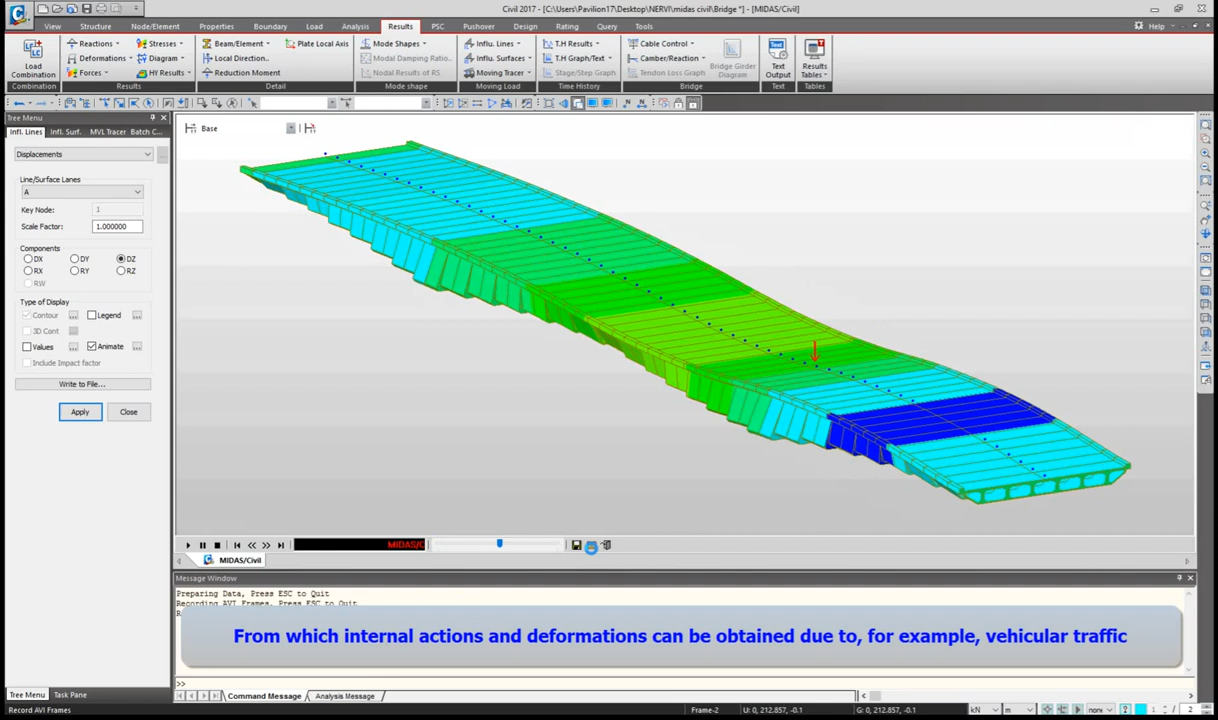 Civil 2017 - [C:\Users\Pavilion17\Desktop\NERVI\midas civil\Bridge *] - [MIDAS/Civil]
View Structure Node/Element Properties Boundary Load Analysis Results PSC Pushover Design Rating Query Tools Help
Reactions Stresses Beam/Element Plate Local Axis Mode Shapes Influ. Lines T.H Results Cable Control
Load Combination Deformations Diagram Local Direction.. Modal Damping Ratio.. Influ. Surfaces T.H Graph/Text Camber/Reaction Bridge Girder Diagram Text Output Results Tables
Forces HY Results Reduction Moment Nodal Results of RS Moving Tracer Stage/Step Graph Tendon Loss Graph
Combination Results Detail Mode shape Moving Load Time History Bridge Text Tables
Tree Menu
Infl. Lines Infl. Surf. MVL Tracer Batch C...
Base
Displacements
Line/Surface Lanes
A
Key Node: 1
Scale Factor: 1.000000
Components
DX DY DZ
RX RY RZ
RW
Type of Display
Contour Legend
3D Cont
Values Animate
Include Impact factor
Write to File...
Apply Close
MIDAS/C
MIDAS/Civil
Message Window
Preparing Data, Press ESC to Quit
Recording AVI Frames, Press ESC to Quit
From which internal actions and deformations can be obtained due to, for example, vehicular traffic
>>
Tree Menu Task Pane Command Message Analysis Message
Record AVI Frames Frame-2 U: 0, 212.857, -0.1 G: 0, 212.857, -0.1 kN m none 1 / 2